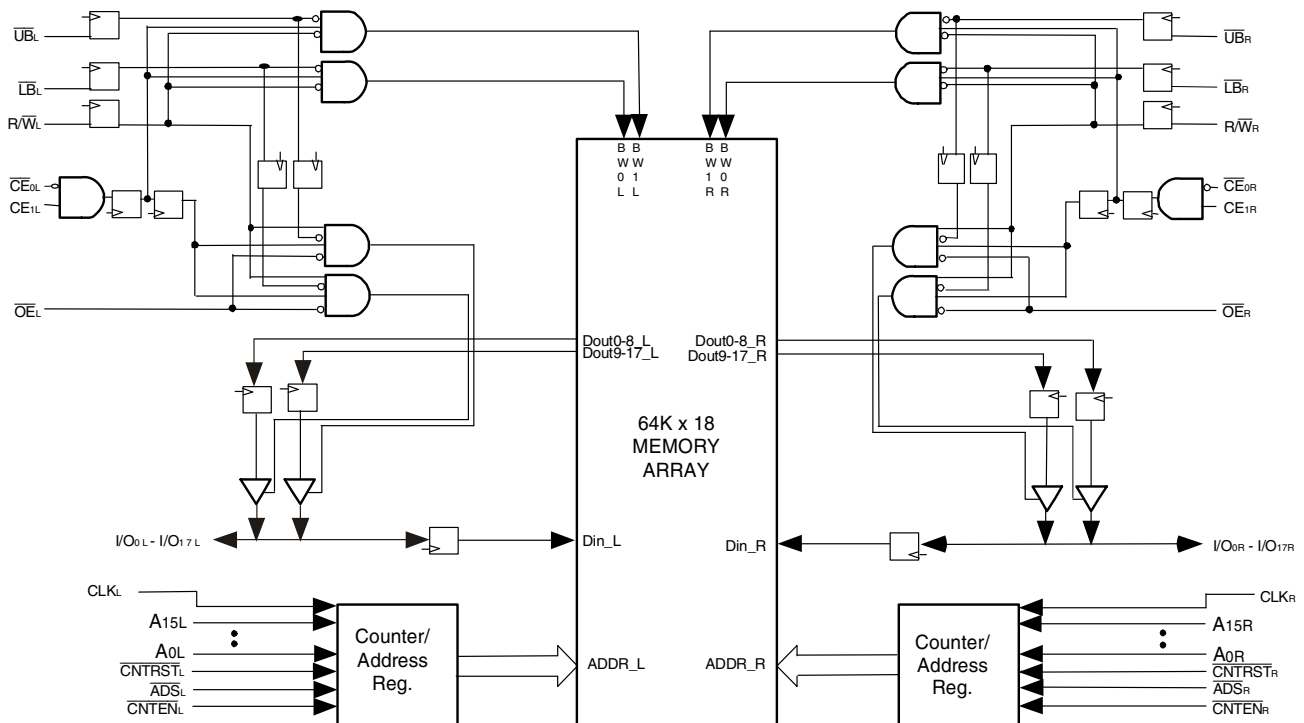 UBL
UBR
LBL
LBR
R/WL
R/WR
B W 0 L
B W 1 L
B W 1 R
B W 0 R
CE0L
CE0R
CE1L
CE1R
OEL
OER
Dout0-8_L
Dout9-17_L
Dout0-8_R
Dout9-17_R
64K x 18
MEMORY
ARRAY
I/O0L - I/O17L
Din_L
Din_R
I/O0R - I/O17R
CLKL
CLKR
A15L
A15R
A0L
A0R
CNTRSTL
ADSL
CNTENL
Counter/
Address
Reg.
ADDR_L
ADDR_R
Counter/
Address
Reg.
CNTRSTR
ADSR
CNTENR